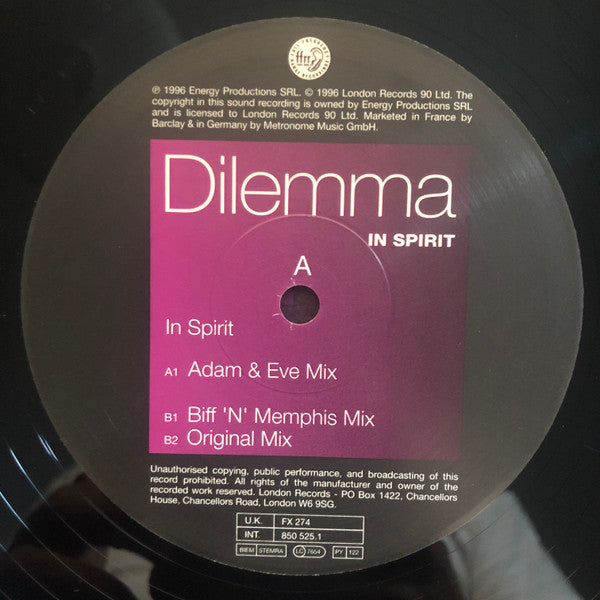 ffrr
℗ 1996 Energy Productions SRL. © 1996 London Records 90 Ltd. The
copyright in this sound recording is owned by Energy Productions SRL
and is licensed to London Records 90 Ltd. Marketed in France by
Barclay & in Germany by Metronome Music GmbH.
Dilemma
IN SPIRIT
A
In Spirit
A1 Adam & Eve Mix
B1 Biff 'N' Memphis Mix
B2 Original Mix
Unauthorised copying, public performance, and broadcasting of this
record prohibited. All rights of the manufacturer and owner of the
recorded work reserved. London Records - PO Box 1422, Chancellors
House, Chancellors Road, London W6 9SG.
U.K. FX 274
INT. 850 525.1
BIEM STEMRA LC 7654 PY 122